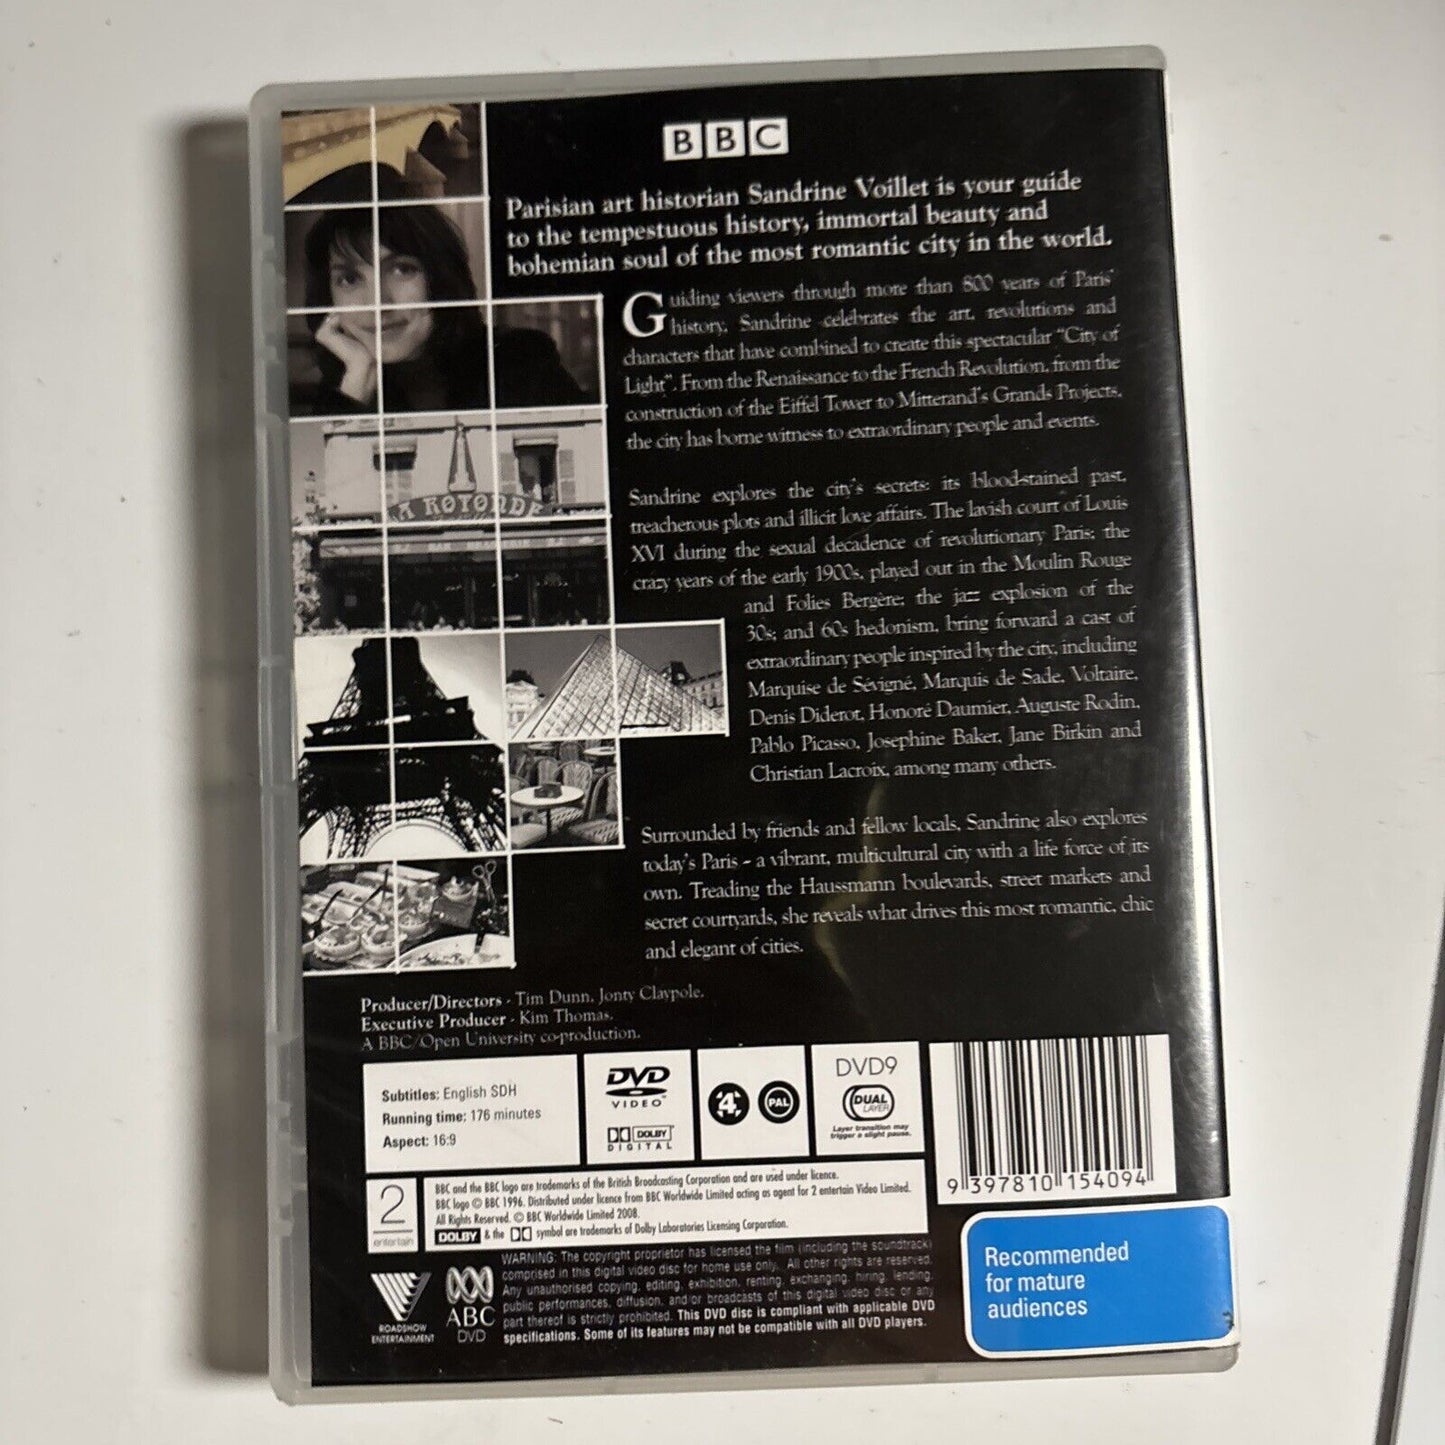 BBC
Parisian art historian Sandrine Voillet is your guide
to the tempestuous history, immortal beauty and
bohemian soul of the most romantic city in the world.
Guiding viewers through more than 800 years of Paris'
history, Sandrine celebrates the art, revolutions and
characters that have combined to create this spectacular "City of
Light". From the Renaissance to the French Revolution, from the
construction of the Eiffel Tower to Mitterand's Grands Projects,
the city has borne witness to extraordinary people and events.
Sandrine explores the city's secrets: its blood-stained past,
treacherous plots and illicit love affairs. The lavish court of Louis
XVI during the sexual decadence of revolutionary Paris; the
crazy years of the early 1900s, played out in the Moulin Rouge
and Folies Bergère; the jazz explosion of the
30s; and 60s hedonism, bring forward a cast of
extraordinary people inspired by the city, including
Marquise de Sévigné, Marquis de Sade, Voltaire,
Denis Diderot, Honoré Daumier, Auguste Rodin,
Pablo Picasso, Josephine Baker, Jane Birkin and
Christian Lacroix, among many others.
Surrounded by friends and fellow locals, Sandrine also explores
today's Paris - a vibrant, multicultural city with a life force of its
own. Treading the Haussmann boulevards, street markets and
secret courtyards, she reveals what drives this most romantic, chic
and elegant of cities.
LA ROTONDE
Producer/Directors - Tim Dunn, Jonty Claypole.
Executive Producer - Kim Thomas.
A BBC/Open University co-production.
Subtitles: English SDH
Running time: 176 minutes
Aspect: 16:9
DVD
VIDEO™
DOLBY
DIGITAL
4
PAL
DVD9
DUAL
LAYER
Layer transition may
trigger a slight pause.
9 397810 154094
2
entertain
BBC and the BBC logo are trademarks of the British Broadcasting Corporation and are used under licence.
BBC logo © BBC 1996. Distributed under licence from BBC Worldwide Limited acting as agent for 2 entertain Video Limited.
All Rights Reserved. © BBC Worldwide Limited 2008.
DOLBY & the symbol are trademarks of Dolby Laboratories Licensing Corporation.
ROADSHOW
ENTERTAINMENT
ABC
DVD
WARNING: The copyright proprietor has licensed the film (including the soundtrack)
comprised in this digital video disc for home use only. All other rights are reserved.
Any unauthorised copying, editing, exhibition, renting, exchanging, hiring, lending,
public performances, diffusion, and/or broadcasts of this digital video disc or any
part thereof is strictly prohibited. This DVD disc is compliant with applicable DVD
specifications. Some of its features may not be compatible with all DVD players.
Recommended
for mature
audiences